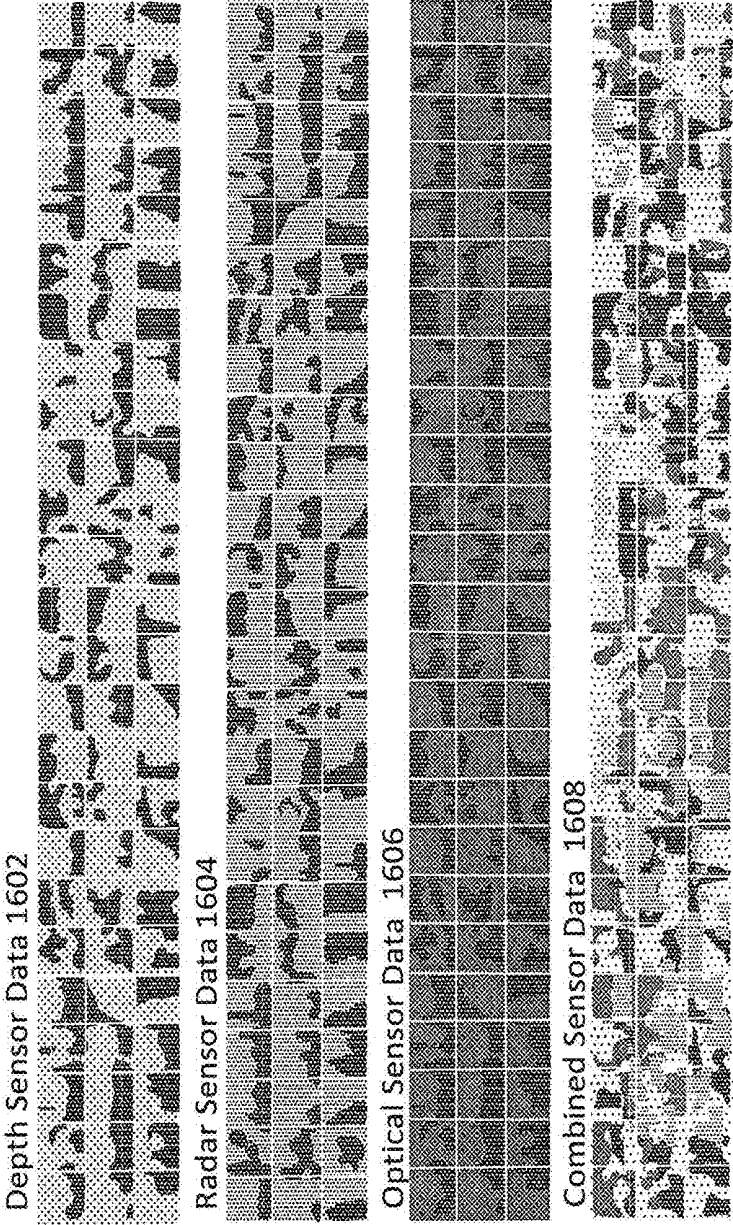 Depth Sensor Data 1602
Radar Sensor Data 1604
Optical Sensor Data 1606
Combined Sensor Data 1608